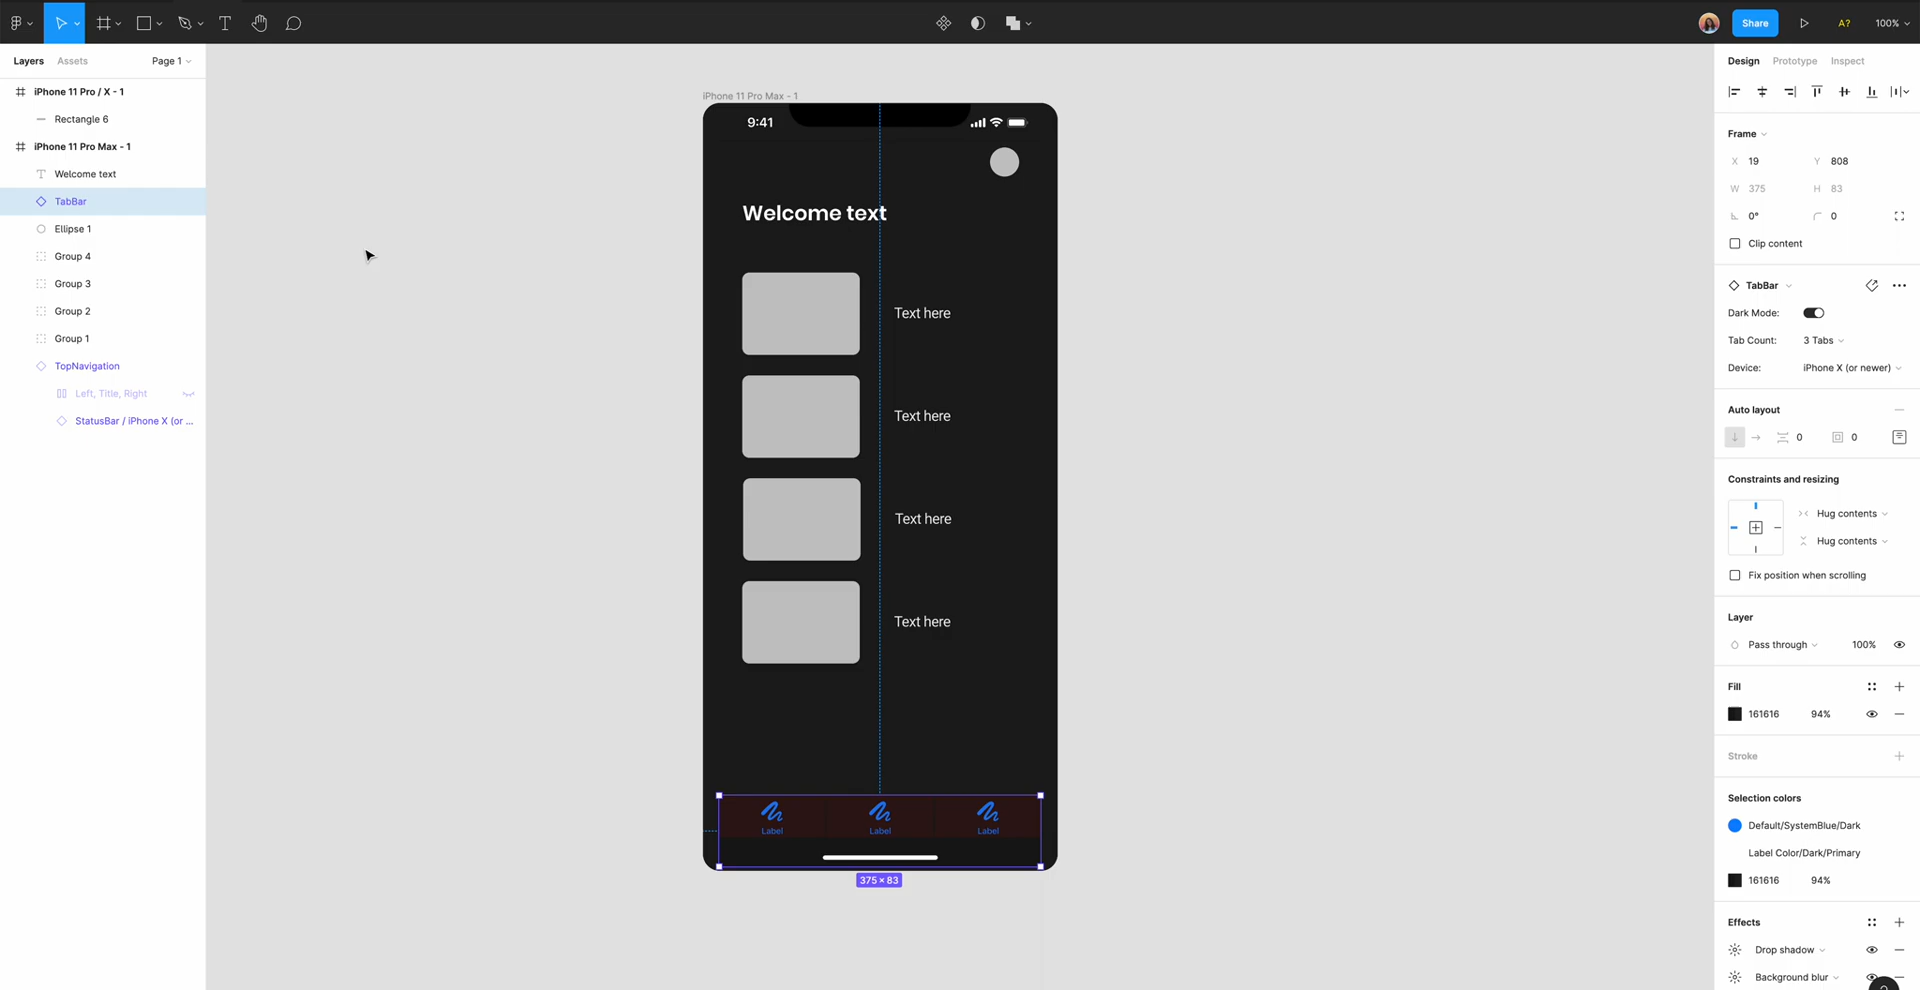 Share
A?
100%
Layers
Assets
Page 1
iPhone 11 Pro / X - 1
Rectangle 6
iPhone 11 Pro Max - 1
Welcome text
TabBar
Ellipse 1
Group 4
Group 3
Group 2
Group 1
TopNavigation
Left, Title, Right
StatusBar / iPhone X (or ...
iPhone 11 Pro Max - 1
9:41
Welcome text
Text here
Text here
Text here
Text here
Label
Label
Label
375 × 83
Design
Prototype
Inspect
Frame
X 19
Y 808
W 375
H 83
0°
0
Clip content
TabBar
Dark Mode:
Tab Count: 3 Tabs
Device: iPhone X (or newer)
Auto layout
0
0
Constraints and resizing
Hug contents
Hug contents
Fix position when scrolling
Layer
Pass through 100%
Fill
161616 94%
Stroke
Selection colors
Default/SystemBlue/Dark
Label Color/Dark/Primary
161616 94%
Effects
Drop shadow
Background blur